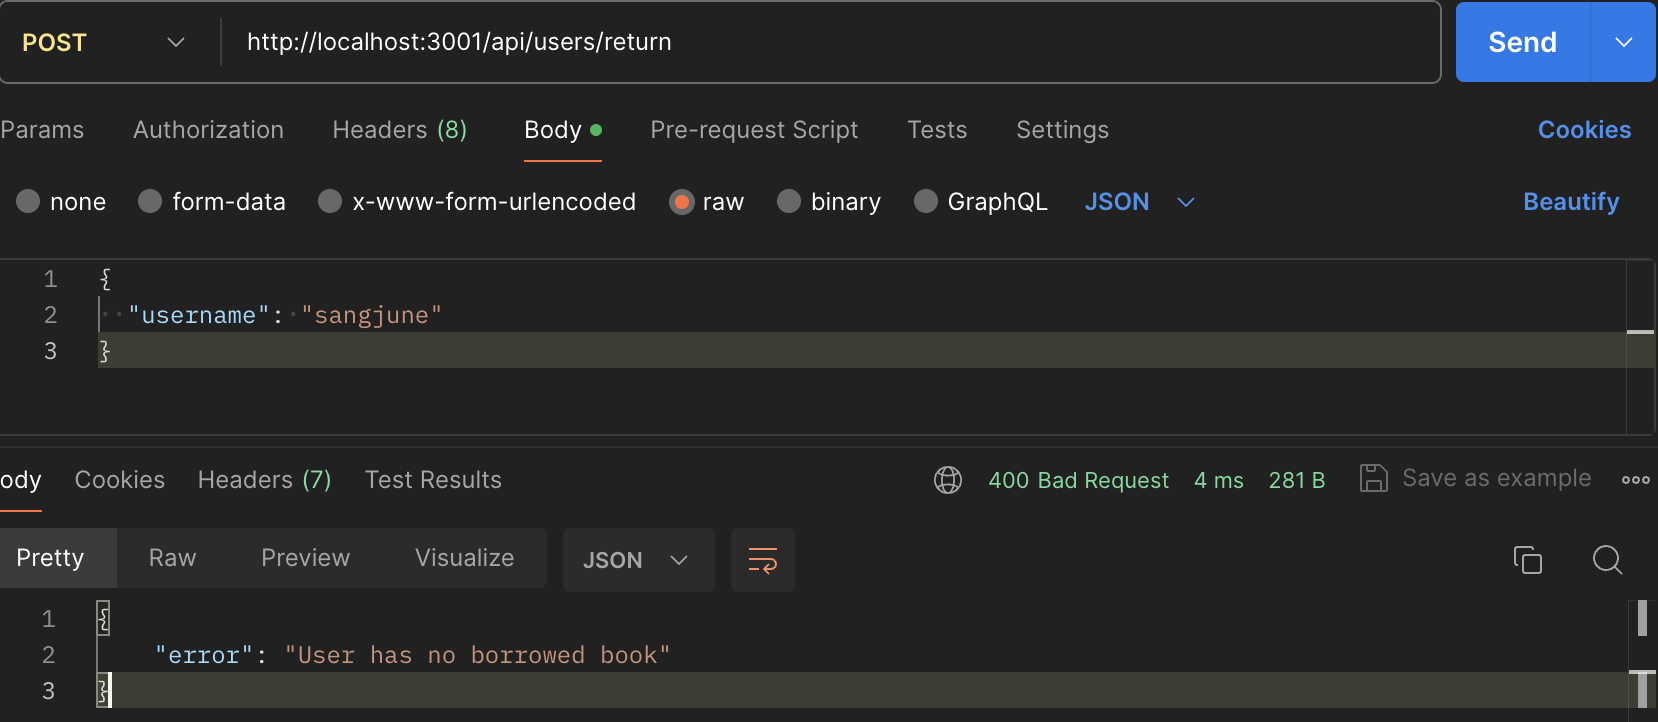 POST http://localhost:3001/api/users/return Send
Params Authorization Headers (8) Body Pre-request Script Tests Settings Cookies
none form-data x-www-form-urlencoded raw binary GraphQL JSON Beautify
1 {
2 "username": "sangjune"
3 }
ody Cookies Headers (7) Test Results 400 Bad Request 4 ms 281 B Save as example
Pretty Raw Preview Visualize JSON
1 {
2 "error": "User has no borrowed book"
3 }